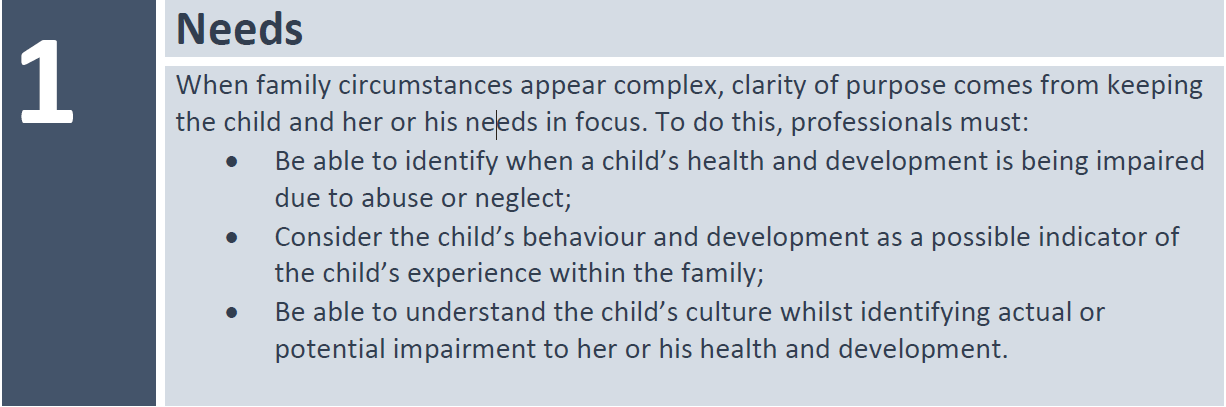 1
Needs
When family circumstances appear complex, clarity of purpose comes from keeping
the child and her or his needs in focus. To do this, professionals must:
• Be able to identify when a child’s health and development is being impaired
due to abuse or neglect;
• Consider the child’s behaviour and development as a possible indicator of
the child’s experience within the family;
• Be able to understand the child’s culture whilst identifying actual or
potential impairment to her or his health and development.